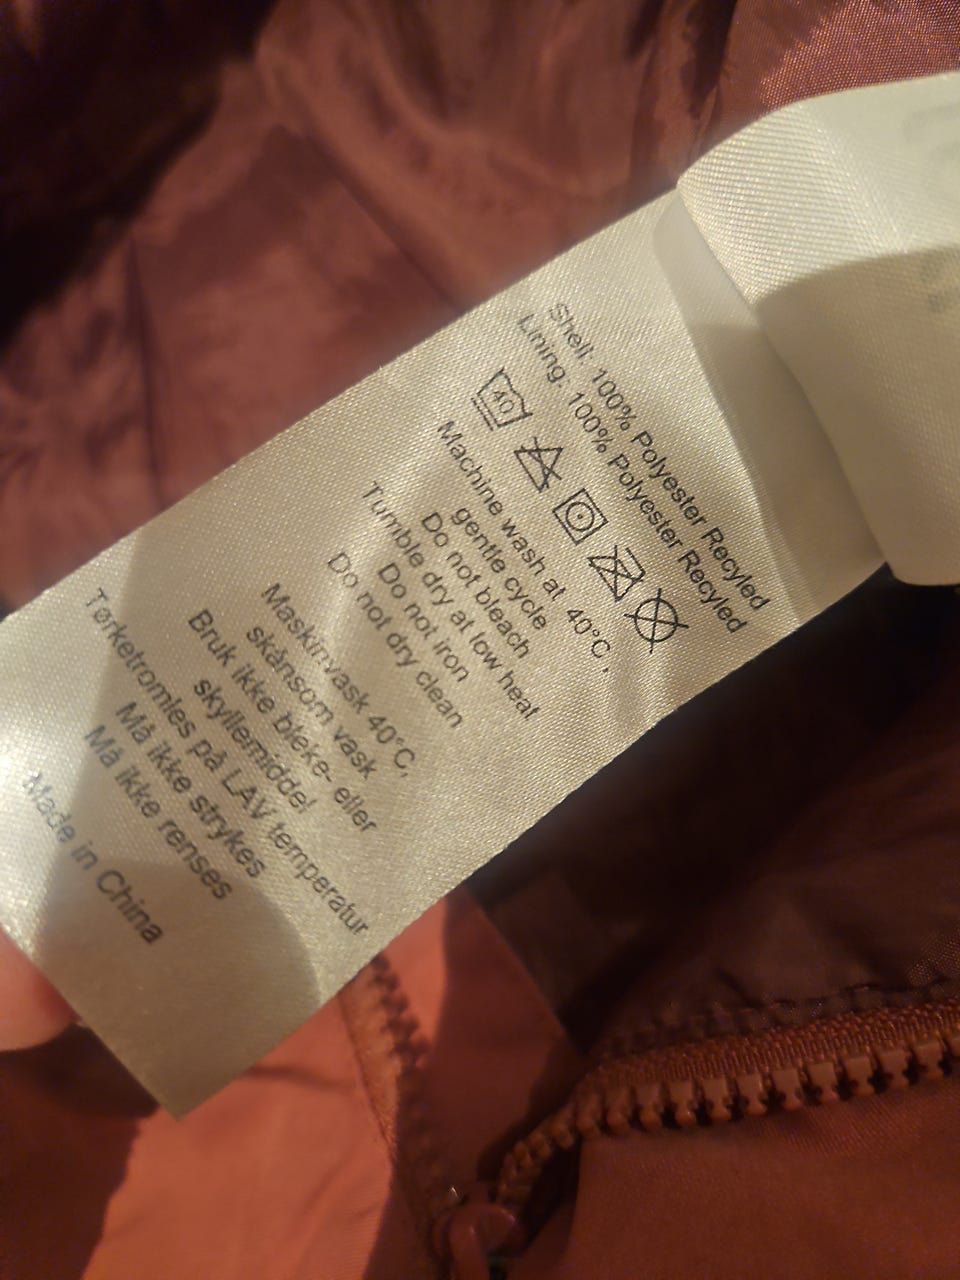 Shell: 100% Polyester Recyled
Lining: 100% Polyester Recyled
40
Machine wash at 40°C,
gentle cycle
Do not bleach
Tumble dry at low heat
Do not iron
Do not dry clean
Maskinvask 40°C,
skånsom vask
Bruk ikke bleke- eller
skyllemiddel
Tørketromles på LAV temperatur
Må ikke strykes
Må ikke renses
Made in China